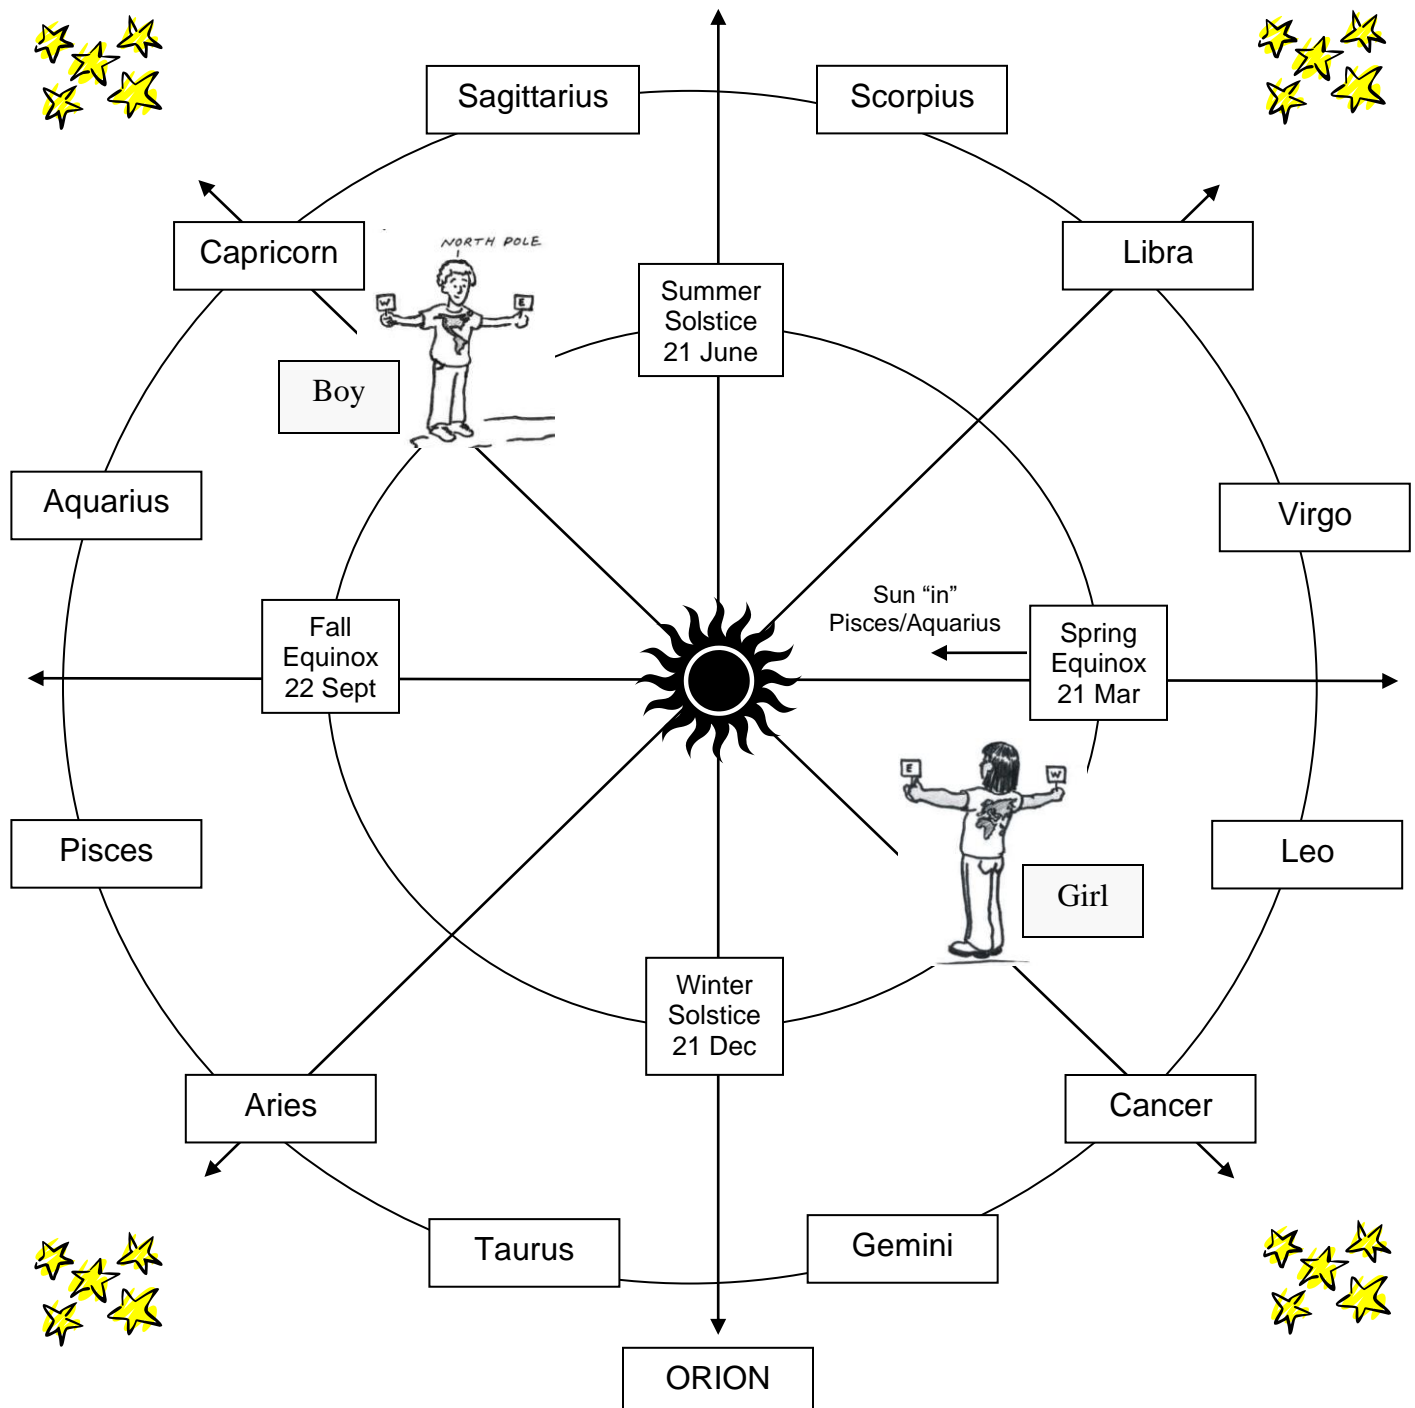 Sagittarius
Scorpius
Capricorn
NORTH POLE
Libra
W
E
Summer
Solstice
21 June
Boy
Aquarius
Virgo
Sun “in”
Pisces/Aquarius
Fall
Equinox
22 Sept
Spring
Equinox
21 Mar
E
W
Pisces
Leo
Girl
Winter
Solstice
21 Dec
Aries
Cancer
Taurus
Gemini
ORION